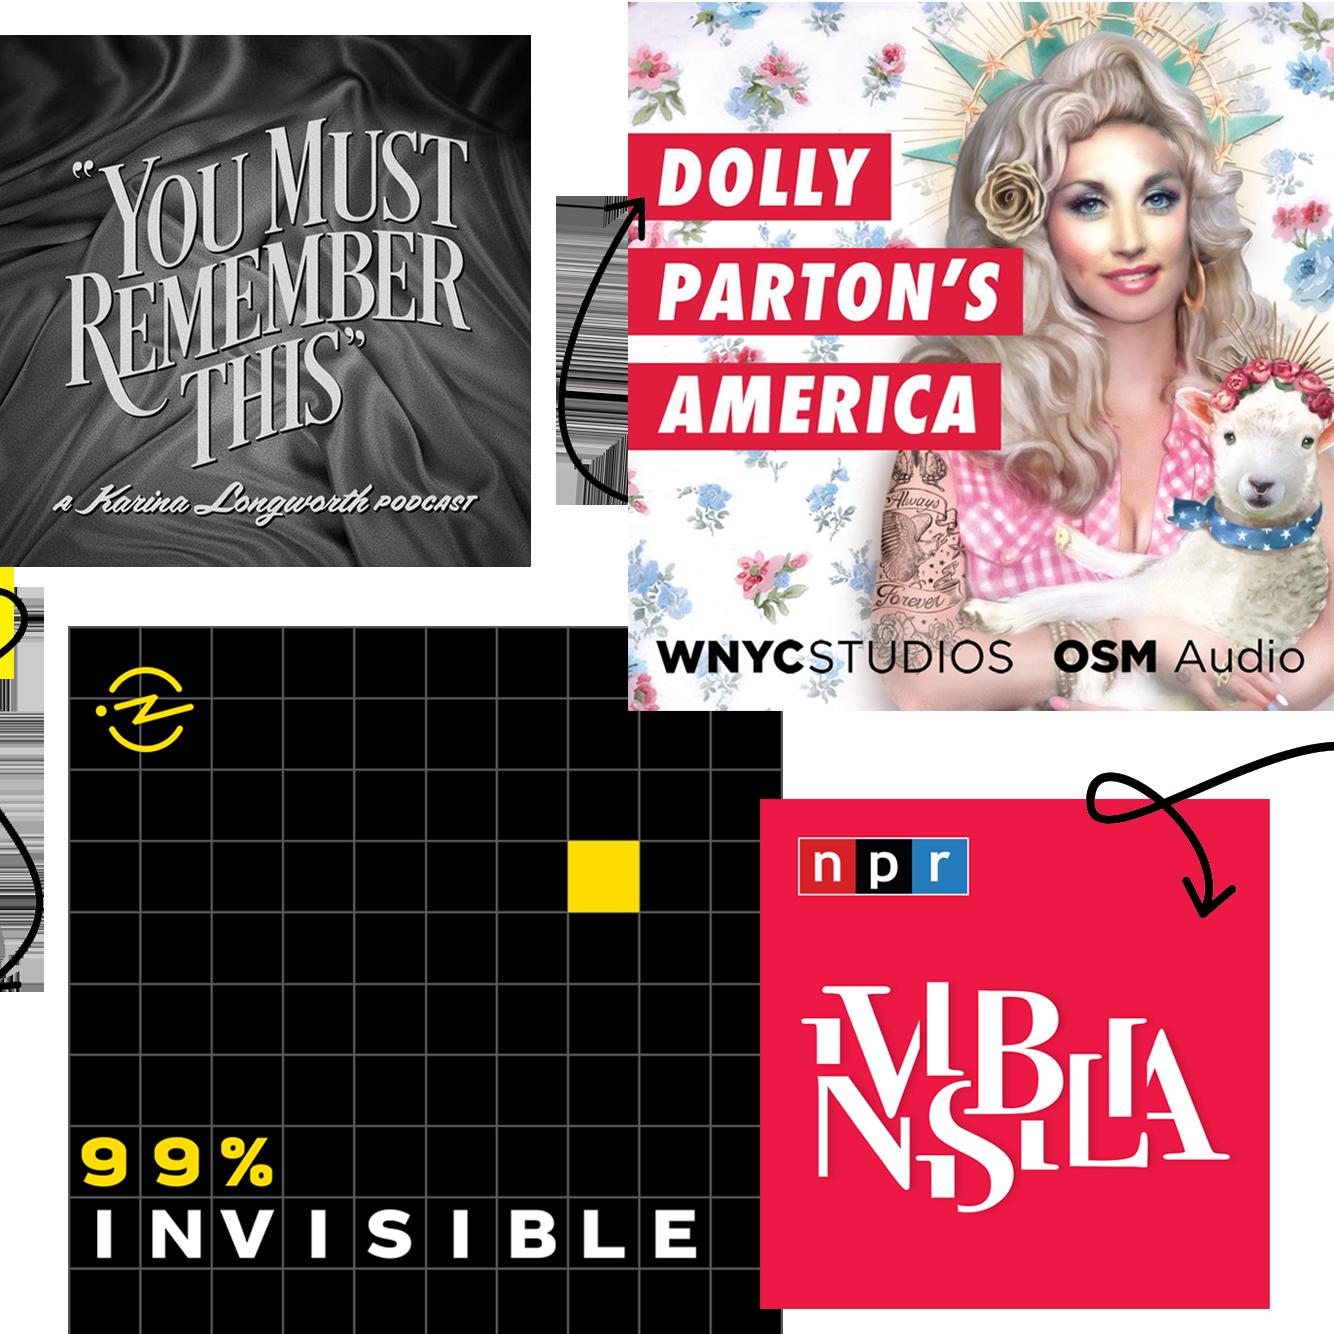 “YOU MUST
REMEMBER
THIS”
A Karina Longworth PODCAST
DOLLY
PARTON’S
AMERICA
Always
Forever
WNYCSTUDIOS OSM Audio
99%
INVISIBLE
npr
INVISIBILIA